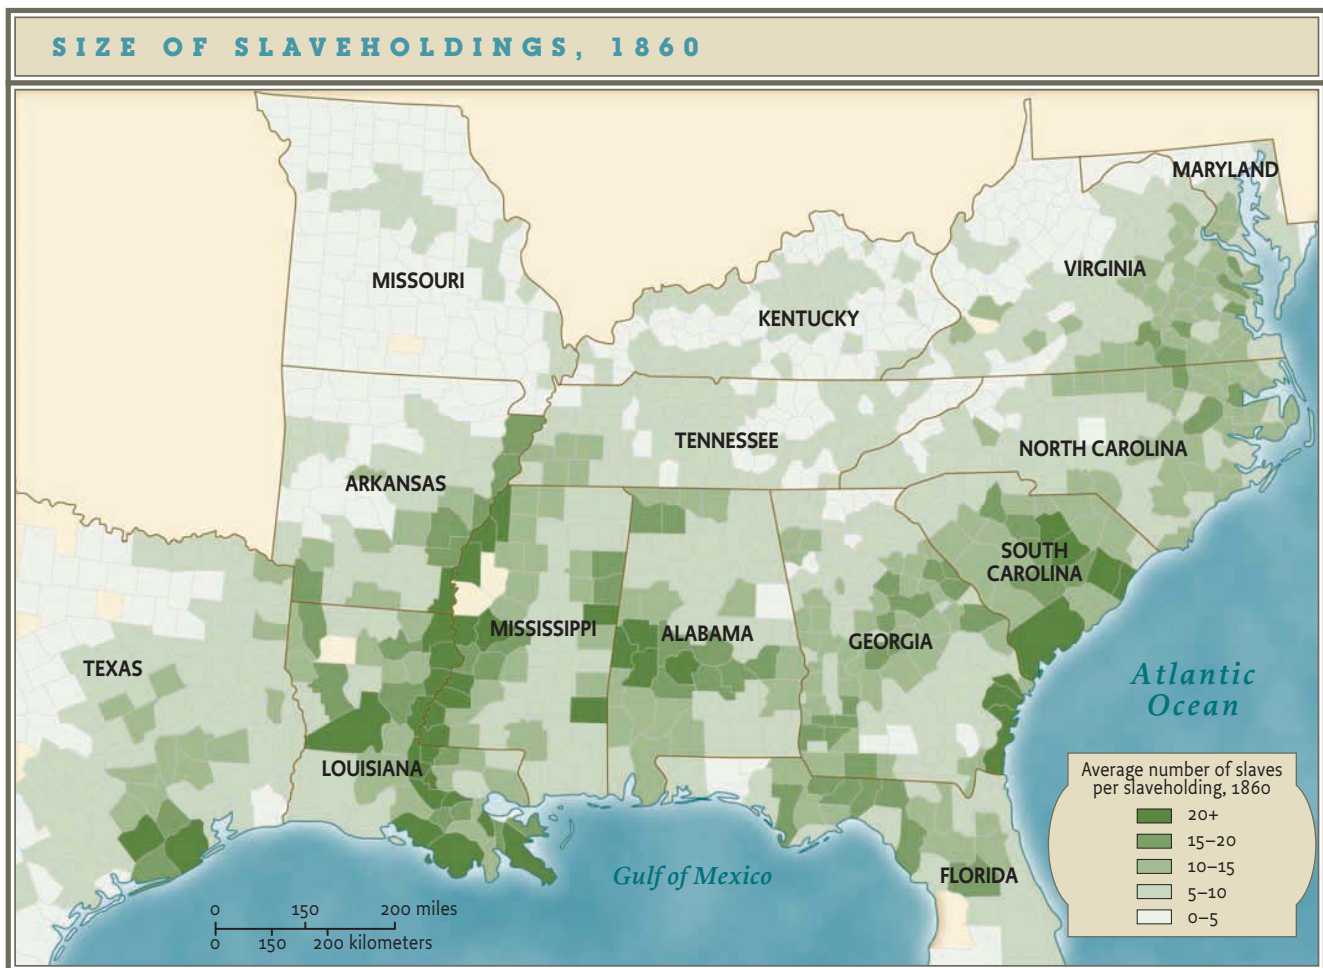 SIZE OF SLAVEHOLDINGS, 1860
MARYLAND
MISSOURI
VIRGINIA
KENTUCKY
TENNESSEE
NORTH CAROLINA
ARKANSAS
SOUTH
CAROLINA
MISSISSIPPI
ALABAMA
GEORGIA
TEXAS
Atlantic
Ocean
LOUISIANA
Gulf of Mexico
FLORIDA
Average number of slaves
per slaveholding, 1860
20+
15–20
10–15
5–10
0–5
0 150 200 miles
0 150 200 kilometers